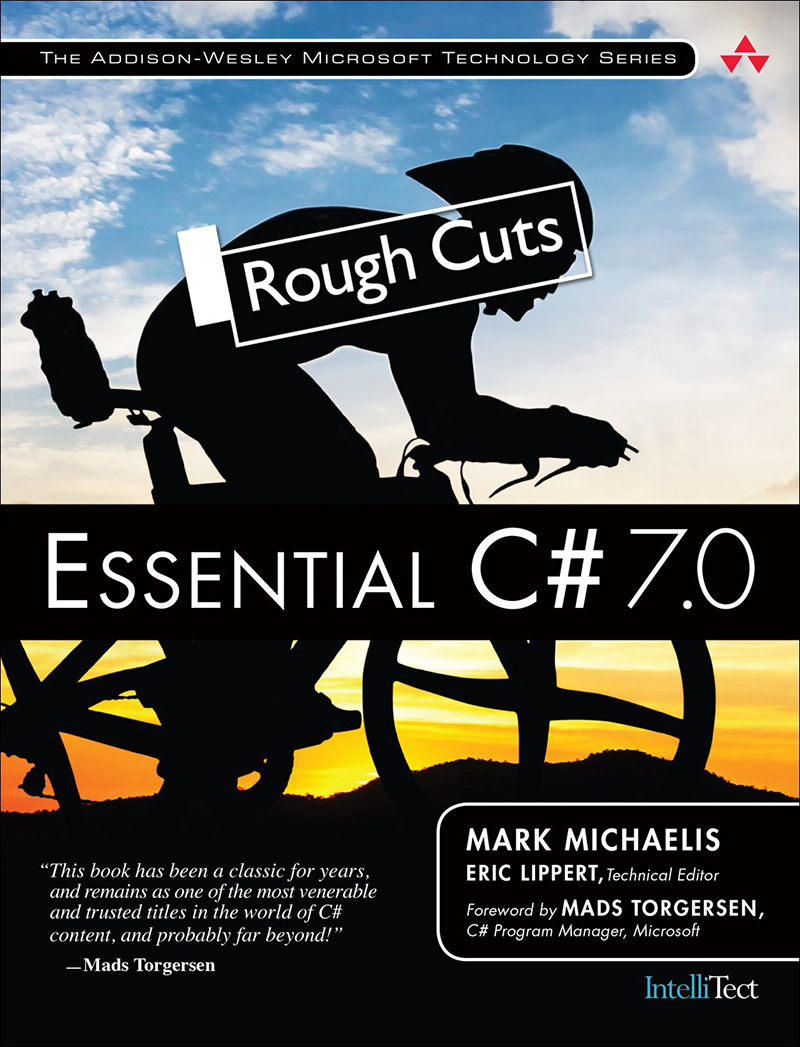 THE ADDISON-WESLEY MICROSOFT TECHNOLOGY SERIES
Rough Cuts
ESSENTIAL C# 7.0
MARK MICHAELIS
ERIC LIPPERT, Technical Editor
Foreword by MADS TORGERSEN,
C# Program Manager, Microsoft
“This book has been a classic for years,
and remains as one of the most venerable
and trusted titles in the world of C#
content, and probably far beyond!”
—Mads Torgersen
IntelliTect